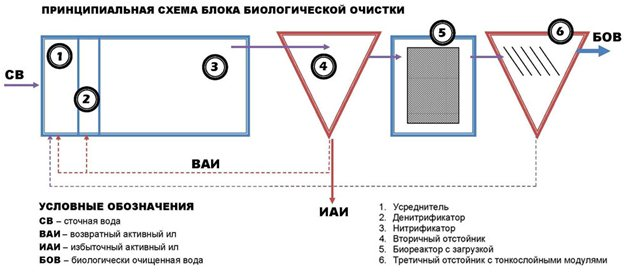 ПРИНЦИПИАЛЬНАЯ СХЕМА БЛОКА БИОЛОГИЧЕСКОЙ ОЧИСТКИ
СВ
1
2
3
4
5
6
БОВ
ВАИ
ИАИ
УСЛОВНЫЕ ОБОЗНАЧЕНИЯ
СВ – сточная вода
ВАИ – возвратный активный ил
ИАИ – избыточный активный ил
БОВ – биологически очищенная вода
1. Усреднитель
2. Денитрификатор
3. Нитрификатор
4. Вторичный отстойник
5. Биореактор с загрузкой
6. Третичный отстойник с тонкослойными модулями